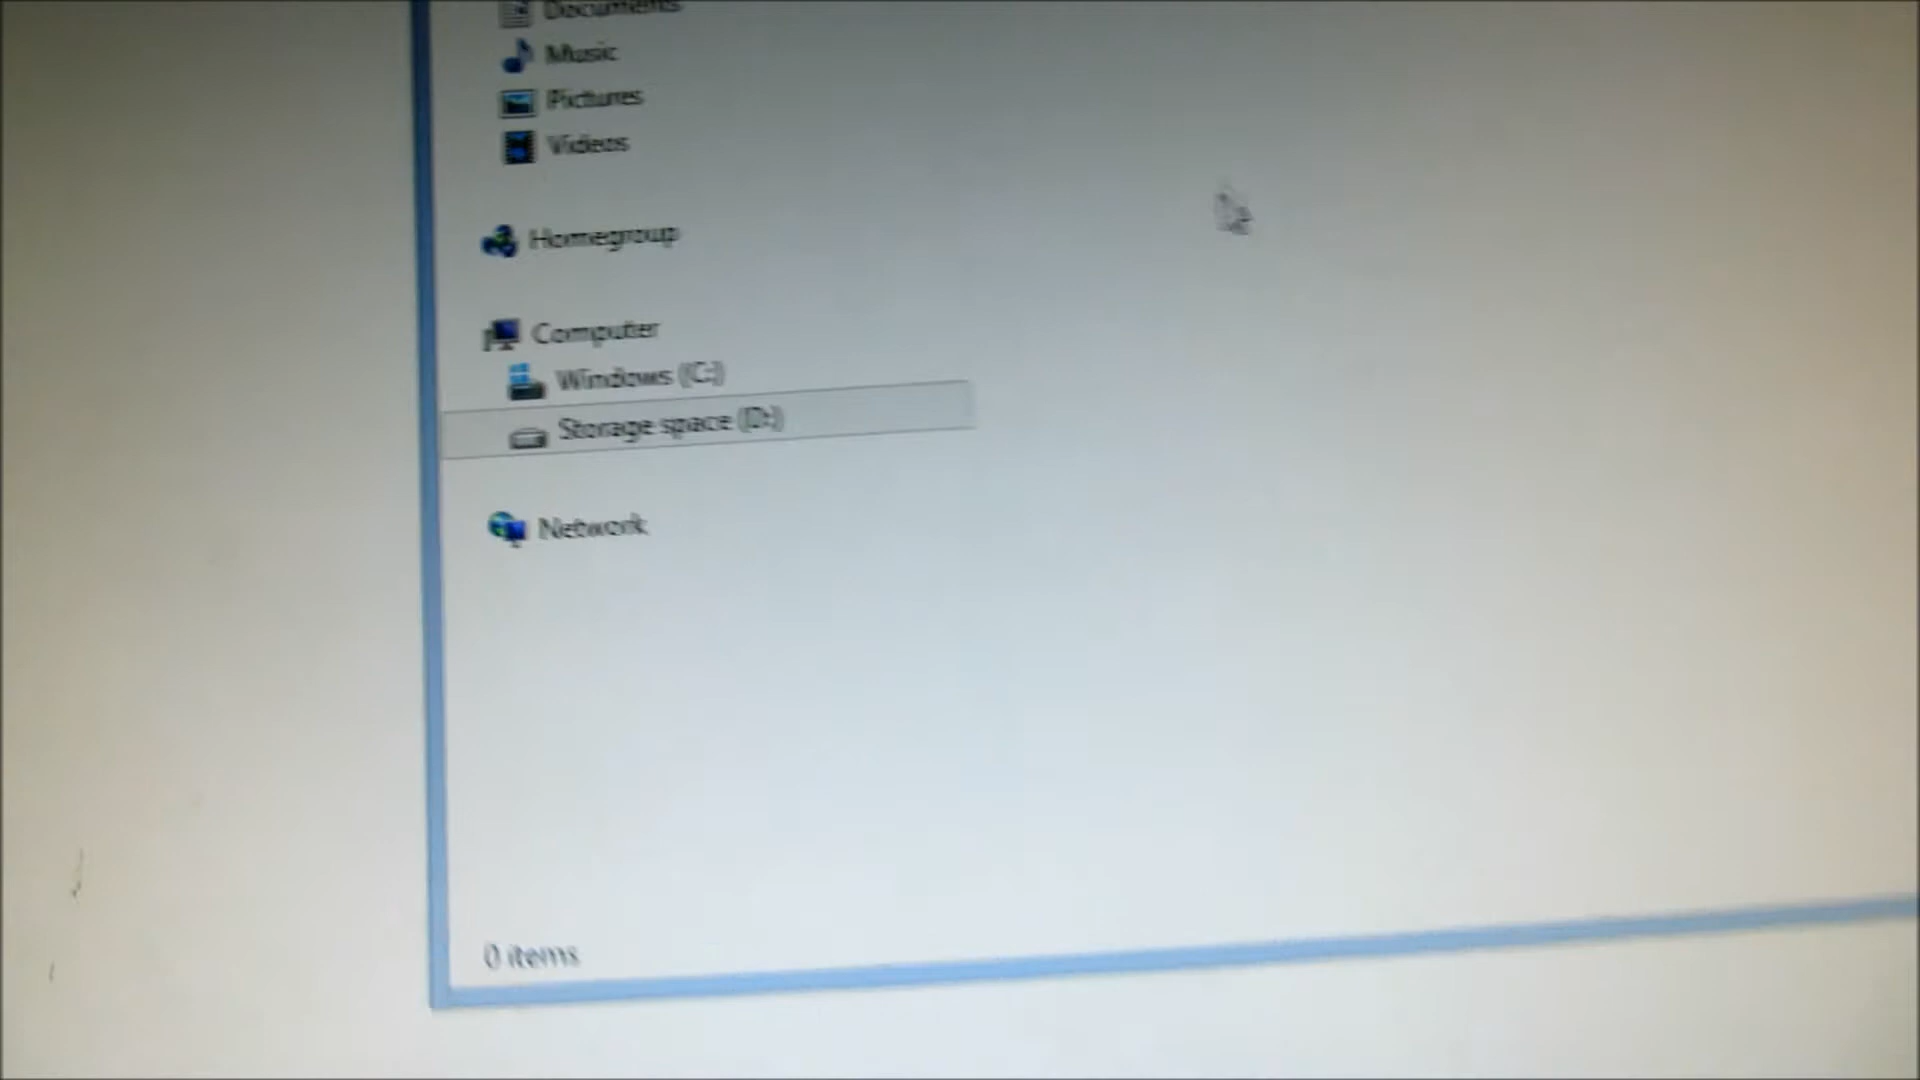 Documents
Music
Pictures
Videos
Homegroup
Computer
Windows (C:)
Storage space (D:)
Network
0 items